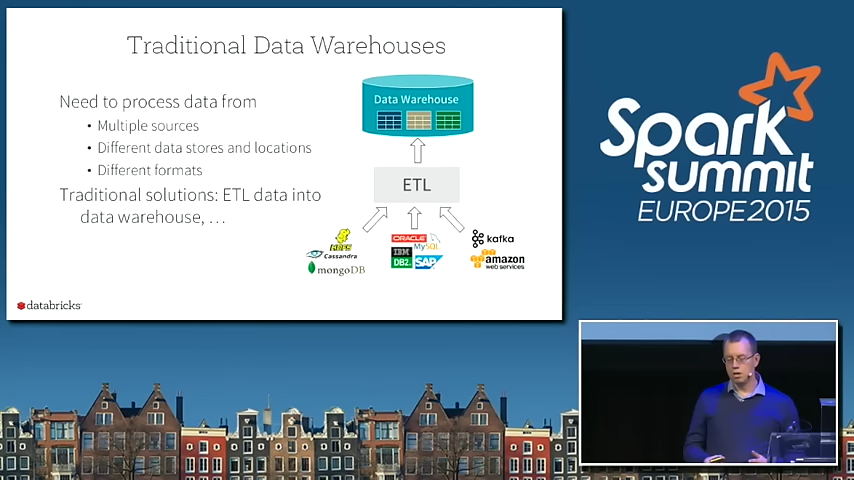 Traditional Data Warehouses
Need to process data from
• Multiple sources
• Different data stores and locations
• Different formats
Traditional solutions: ETL data into
data warehouse, …
Data Warehouse
ETL
Cassandra
mongoDB
ORACLE
MySQL
IBM
DB2.
SAP
kafka
amazon
web services
databricks
Spark
summit
EUROPE 2015